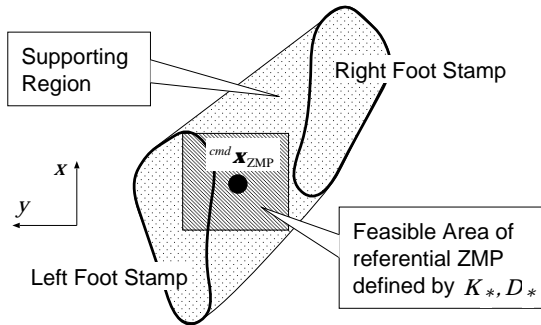 Supporting
Region
Right Foot Stamp
cmd x ZMP
x
y
Feasible Area of
referential ZMP
defined by K*, D*
Left Foot Stamp